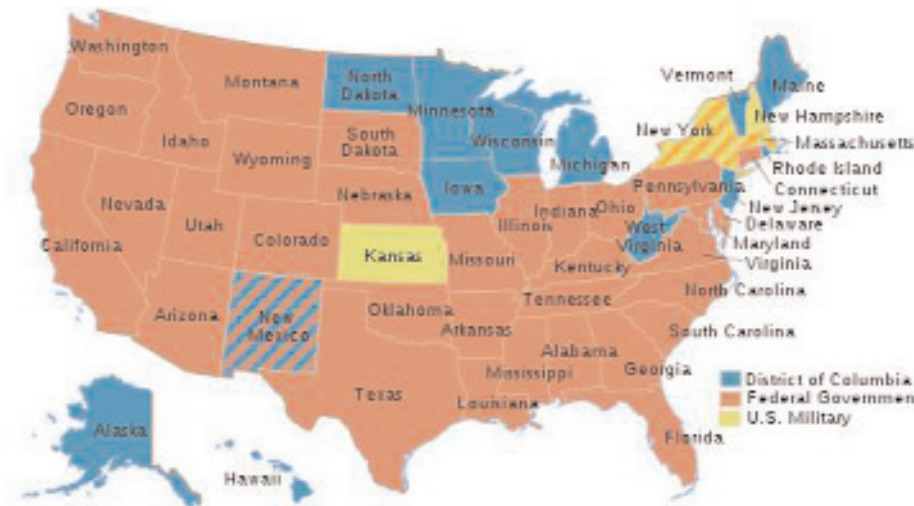 Washington
Montana
North
Dakota
Minnesota
Vermont
Maine
Oregon
Idaho
Wyoming
South
Dakota
Wisconsin
Michigan
New York
New Hampshire
Massachusetts
Rhode Island
Connecticut
New Jersey
Delaware
Maryland
Virginia
Nevada
Utah
Colorado
Nebraska
Iowa
Illinois
Indiana
Ohio
Pennsylvania
West
Virginia
California
Kansas
Missouri
Kentucky
North Carolina
Arizona
New
Mexico
Oklahoma
Arkansas
Tennessee
South Carolina
Texas
Louisiana
Mississippi
Alabama
Georgia
Florida
Alaska
Hawaii
District of Columbia
Federal Governmen
U.S. Military